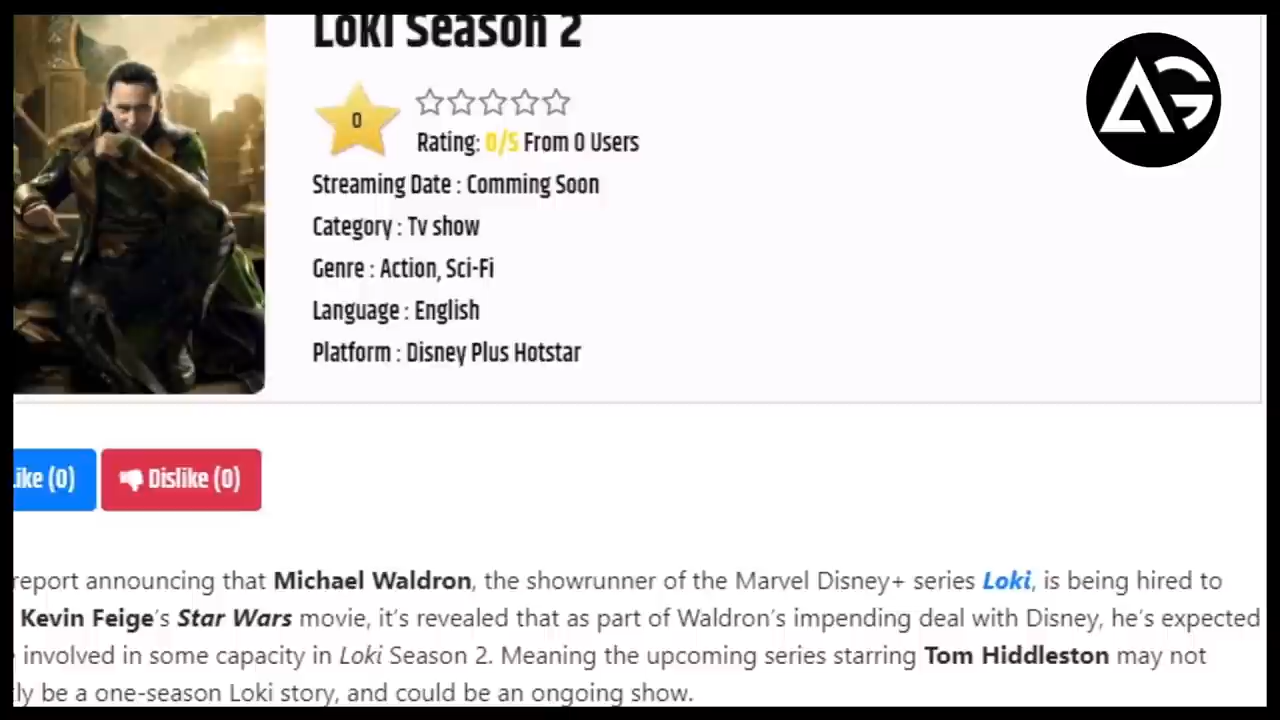 Loki Season 2
AG
0
Rating: 0/5 From 0 Users
Streaming Date : Comming Soon
Category : Tv show
Genre : Action, Sci-Fi
Language : English
Platform : Disney Plus Hotstar
ike (0)
Dislike (0)
report announcing that Michael Waldron, the showrunner of the Marvel Disney+ series Loki, is being hired to
Kevin Feige's Star Wars movie, it's revealed that as part of Waldron's impending deal with Disney, he's expected
involved in some capacity in Loki Season 2. Meaning the upcoming series starring Tom Hiddleston may not
ly be a one-season Loki story, and could be an ongoing show.